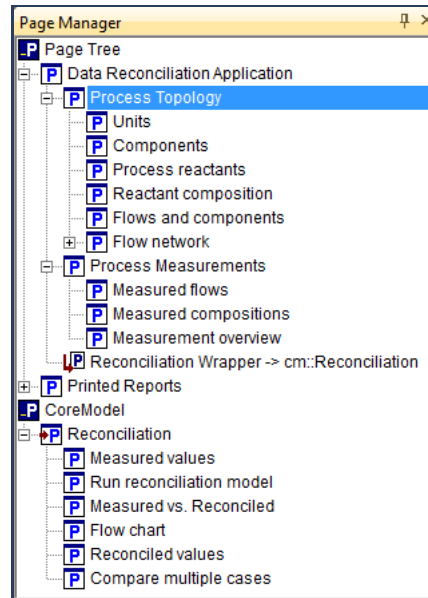 Page Manager
Page Tree
Data Reconciliation Application
Process Topology
Units
Components
Process reactants
Reactant composition
Flows and components
Flow network
Process Measurements
Measured flows
Measured compositions
Measurement overview
Reconciliation Wrapper -> cm::Reconciliation
Printed Reports
CoreModel
Reconciliation
Measured values
Run reconciliation model
Measured vs. Reconciled
Flow chart
Reconciled values
Compare multiple cases